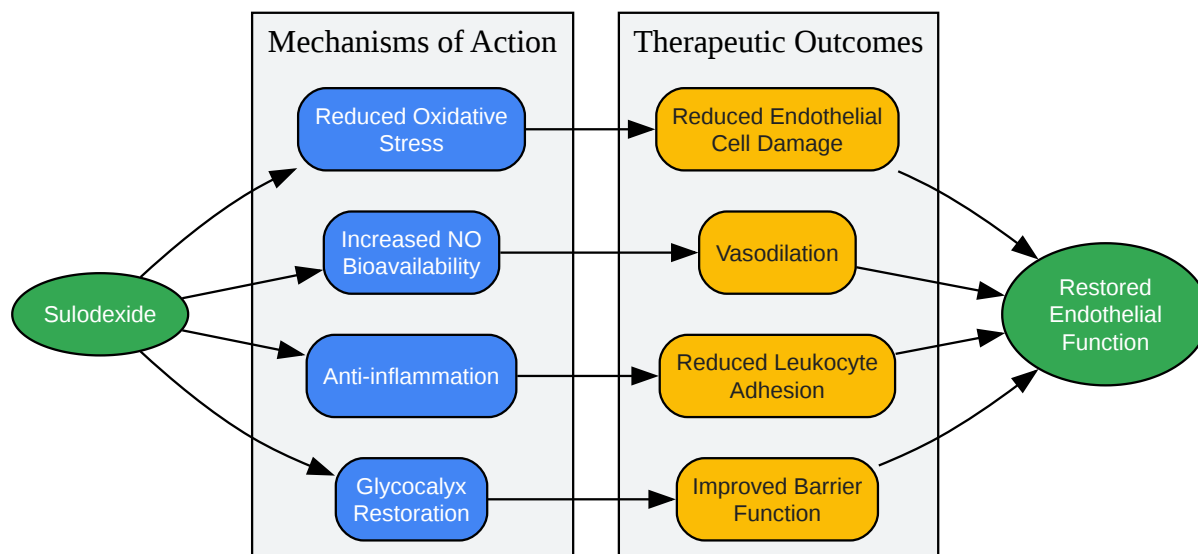 Mechanisms of Action
Therapeutic Outcomes
Reduced Oxidative
Stress
Reduced Endothelial
Cell Damage
Increased NO
Bioavailability
Vasodilation
Sulodexide
Restored
Endothelial
Function
Anti-inflammation
Reduced Leukocyte
Adhesion
Glycocalyx
Restoration
Improved Barrier
Function